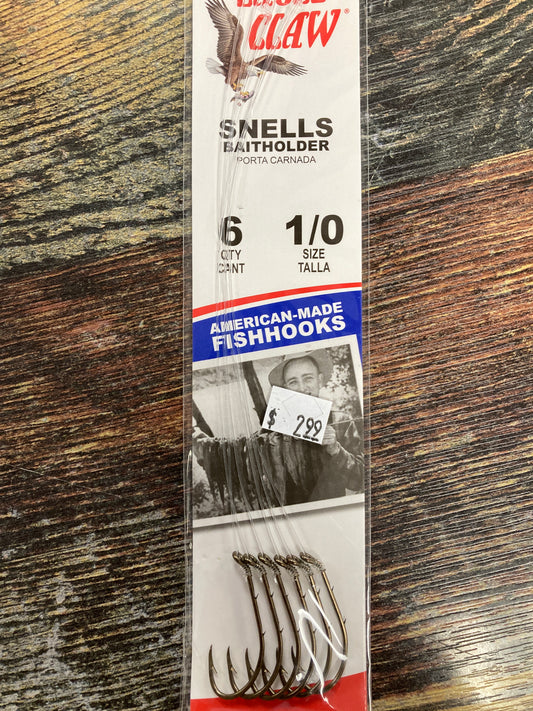 CLAW®
SNELLS
BAITHOLDER
PORTA CARNADA
6
QTY
CANT
1/0
SIZE
TALLA
AMERICAN-MADE
FISHHOOKS
$ 2.99